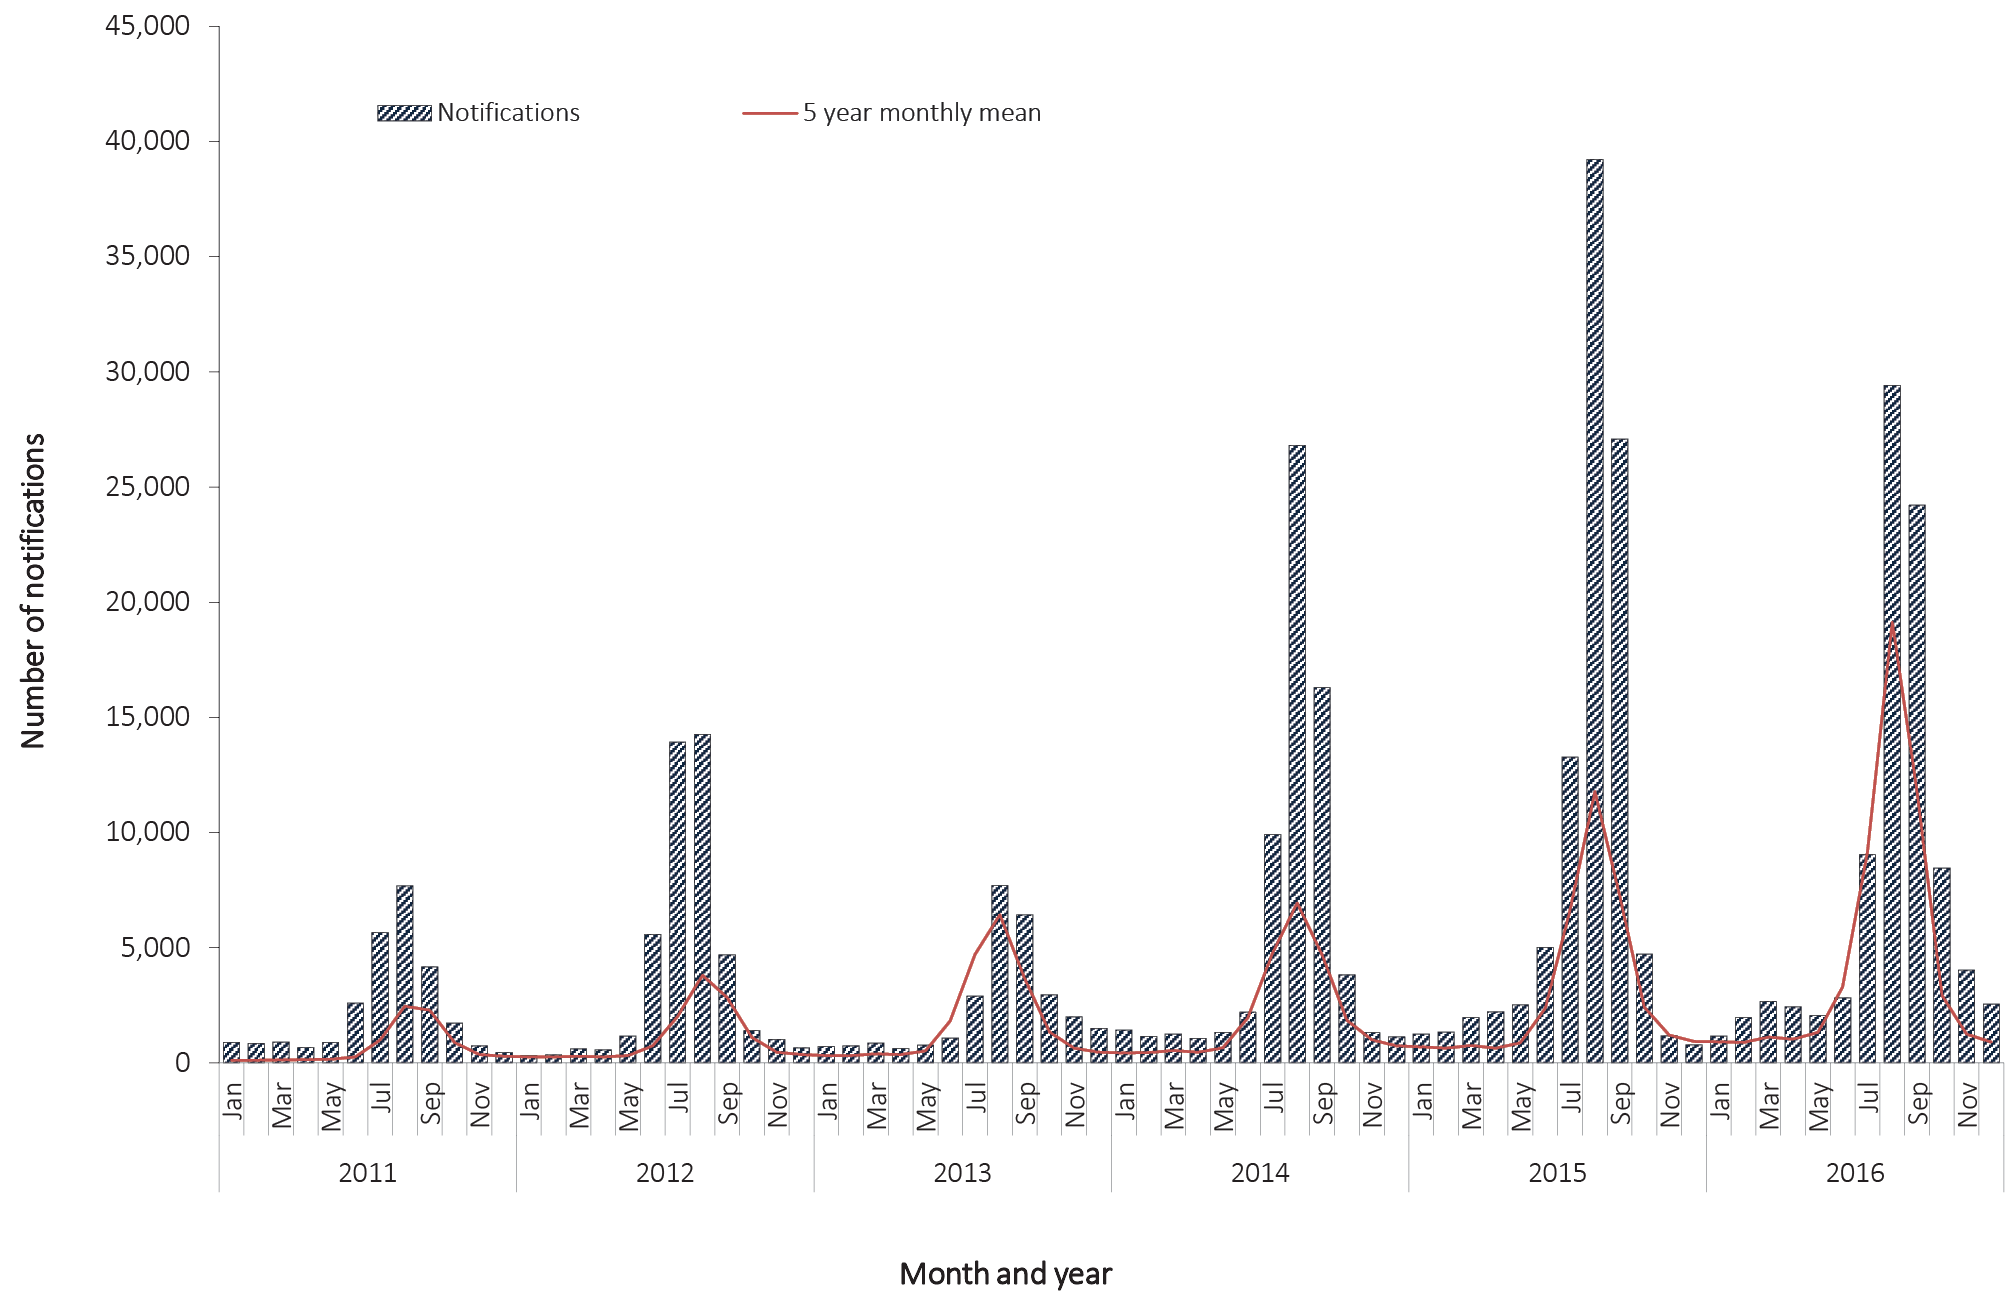 45,000
40,000
35,000
30,000
25,000
20,000
15,000
10,000
5,000
0
Number of notifications
Notifications 5 year monthly mean
Jan Mar May Jul Sep Nov Jan Mar May Jul Sep Nov Jan Mar May Jul Sep Nov Jan Mar May Jul Sep Nov Jan Mar May Jul Sep Nov Jan Mar May Jul Sep Nov
2011 2012 2013 2014 2015 2016
Month and year